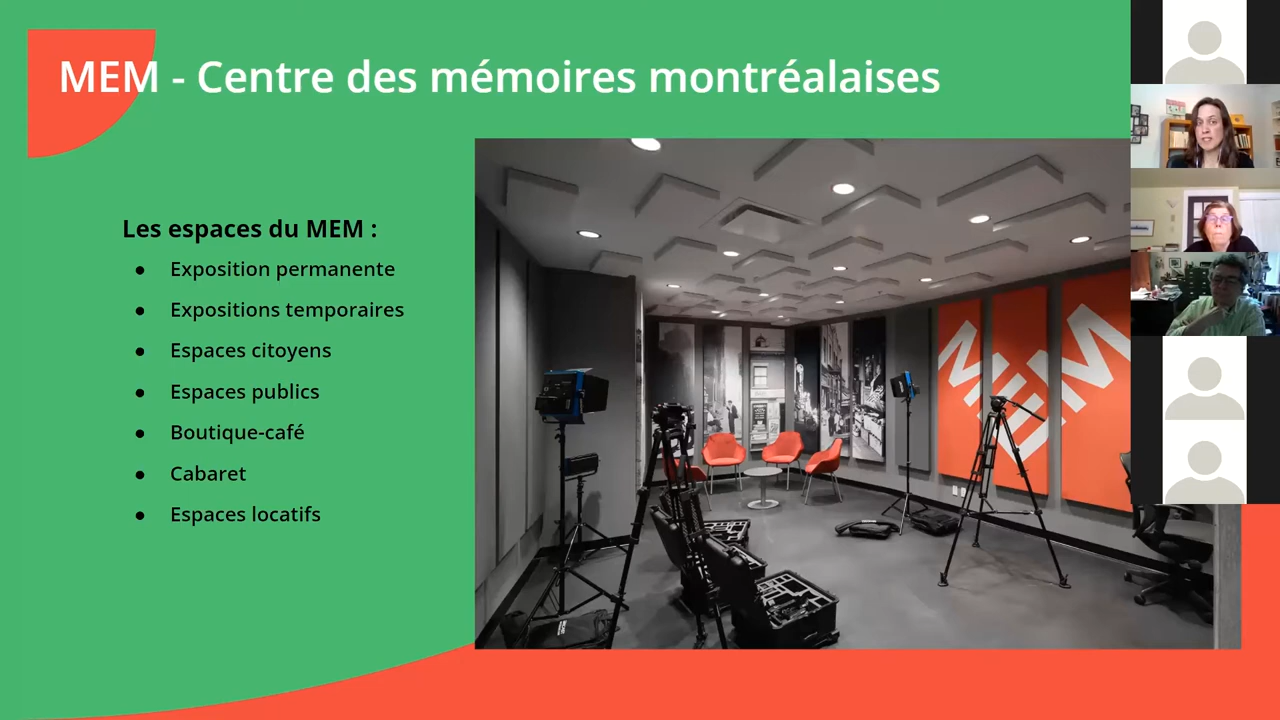 MEM - Centre des mémoires montréalaises
Les espaces du MEM :
● Exposition permanente
● Expositions temporaires
● Espaces citoyens
● Espaces publics
● Boutique-café
● Cabaret
● Espaces locatifs
MEM